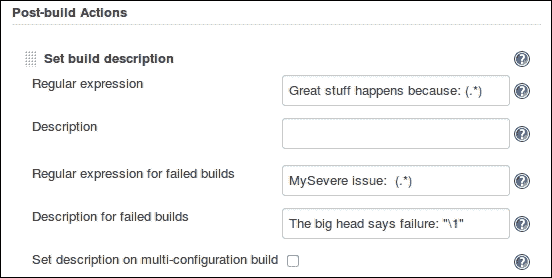 Post-build Actions
Set build description
Regular expression
Great stuff happens because: (.*)
Description
Regular expression for failed builds
MySevere issue:  (.*)
Description for failed builds
The big head says failure: "\1"
Set description on multi-configuration build